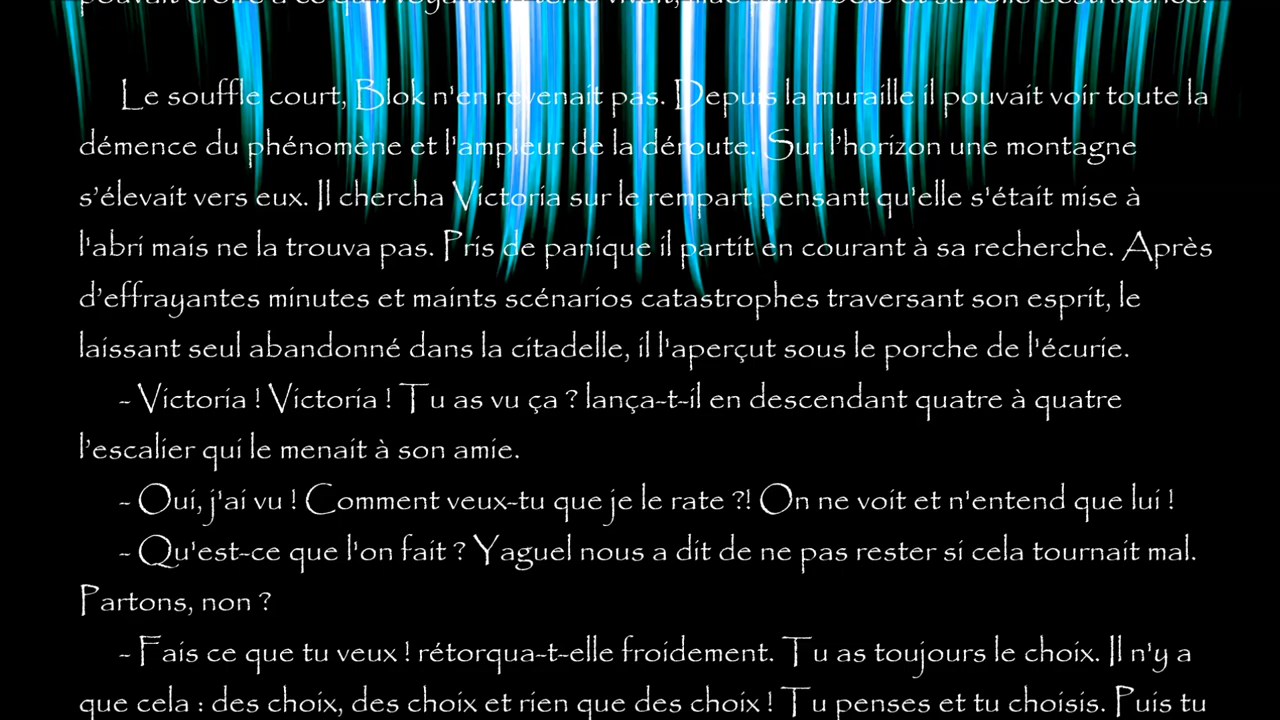 pouvait croire à ce qu'il voyait... destructrice.
Le souffle court, Blok n'en revenait pas. Depuis la muraille il pouvait voir toute la
démence du phénomène et l'ampleur de la déroute. Sur l’horizon une montagne
s’élevait vers eux. Il chercha Victoria sur le rempart pensant qu'elle s'était mise à
l'abri mais ne la trouva pas. Pris de panique il partit en courant à sa recherche. Après
d’effrayantes minutes et maints scénarios catastrophes traversant son esprit, le
laissant seul abandonné dans la citadelle, il l'aperçut sous le porche de l'écurie.
- Victoria ! Victoria ! Tu as vu ça ? lança-t-il en descendant quatre à quatre
l’escalier qui le menait à son amie.
- Oui, j'ai vu ! Comment veux-tu que je le rate ?! On ne voit et n'entend que lui !
- Qu'est-ce que l'on fait ? Yaguel nous a dit de ne pas rester si cela tournait mal.
Partons, non ?
- Fais ce que tu veux ! rétorqua-t-elle froidement. Tu as toujours le choix. Il n'y a
que cela : des choix, des choix et rien que des choix ! Tu penses et tu choisis. Puis tu